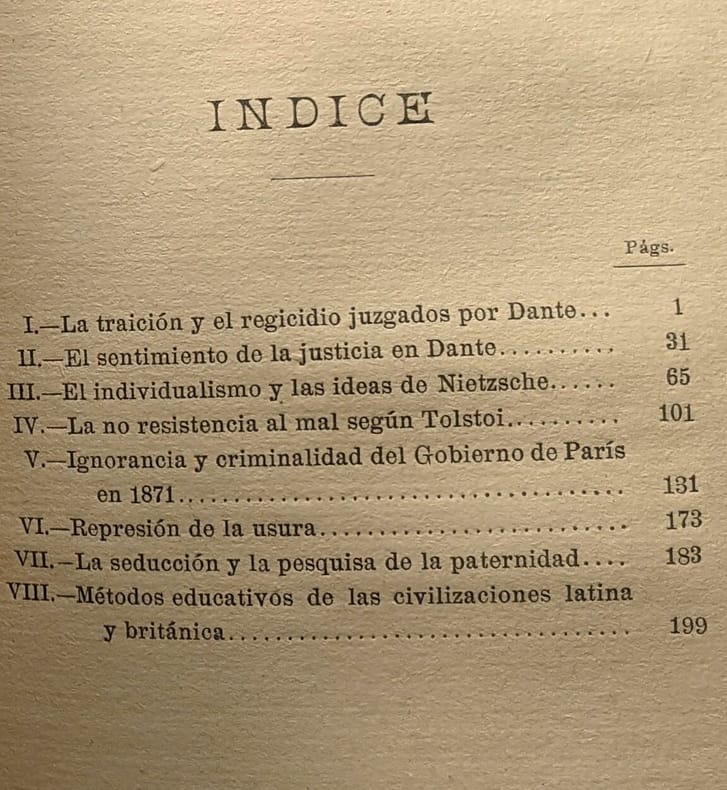 INDICE
Págs.
I.—La traición y el regicidio juzgados por Dante... 1
II.—El sentimiento de la justicia en Dante.......... 31
III.—El individualismo y las ideas de Nietzsche...... 65
IV.—La no resistencia al mal según Tolstoi.......... 101
V.—Ignorancia y criminalidad del Gobierno de París
en 1871..................................... 131
VI.—Represión de la usura.......................... 173
VII.—La seducción y la pesquisa de la paternidad.... 183
VIII.—Métodos educativos de las civilizaciones latina
y británica................................. 199